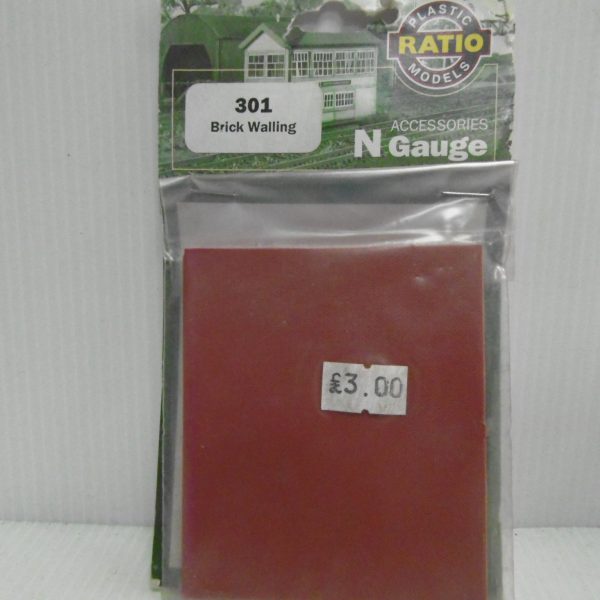 PLASTIC
RATIO
MODELS
301
Brick Walling
ACCESSORIES
N Gauge
£3.00